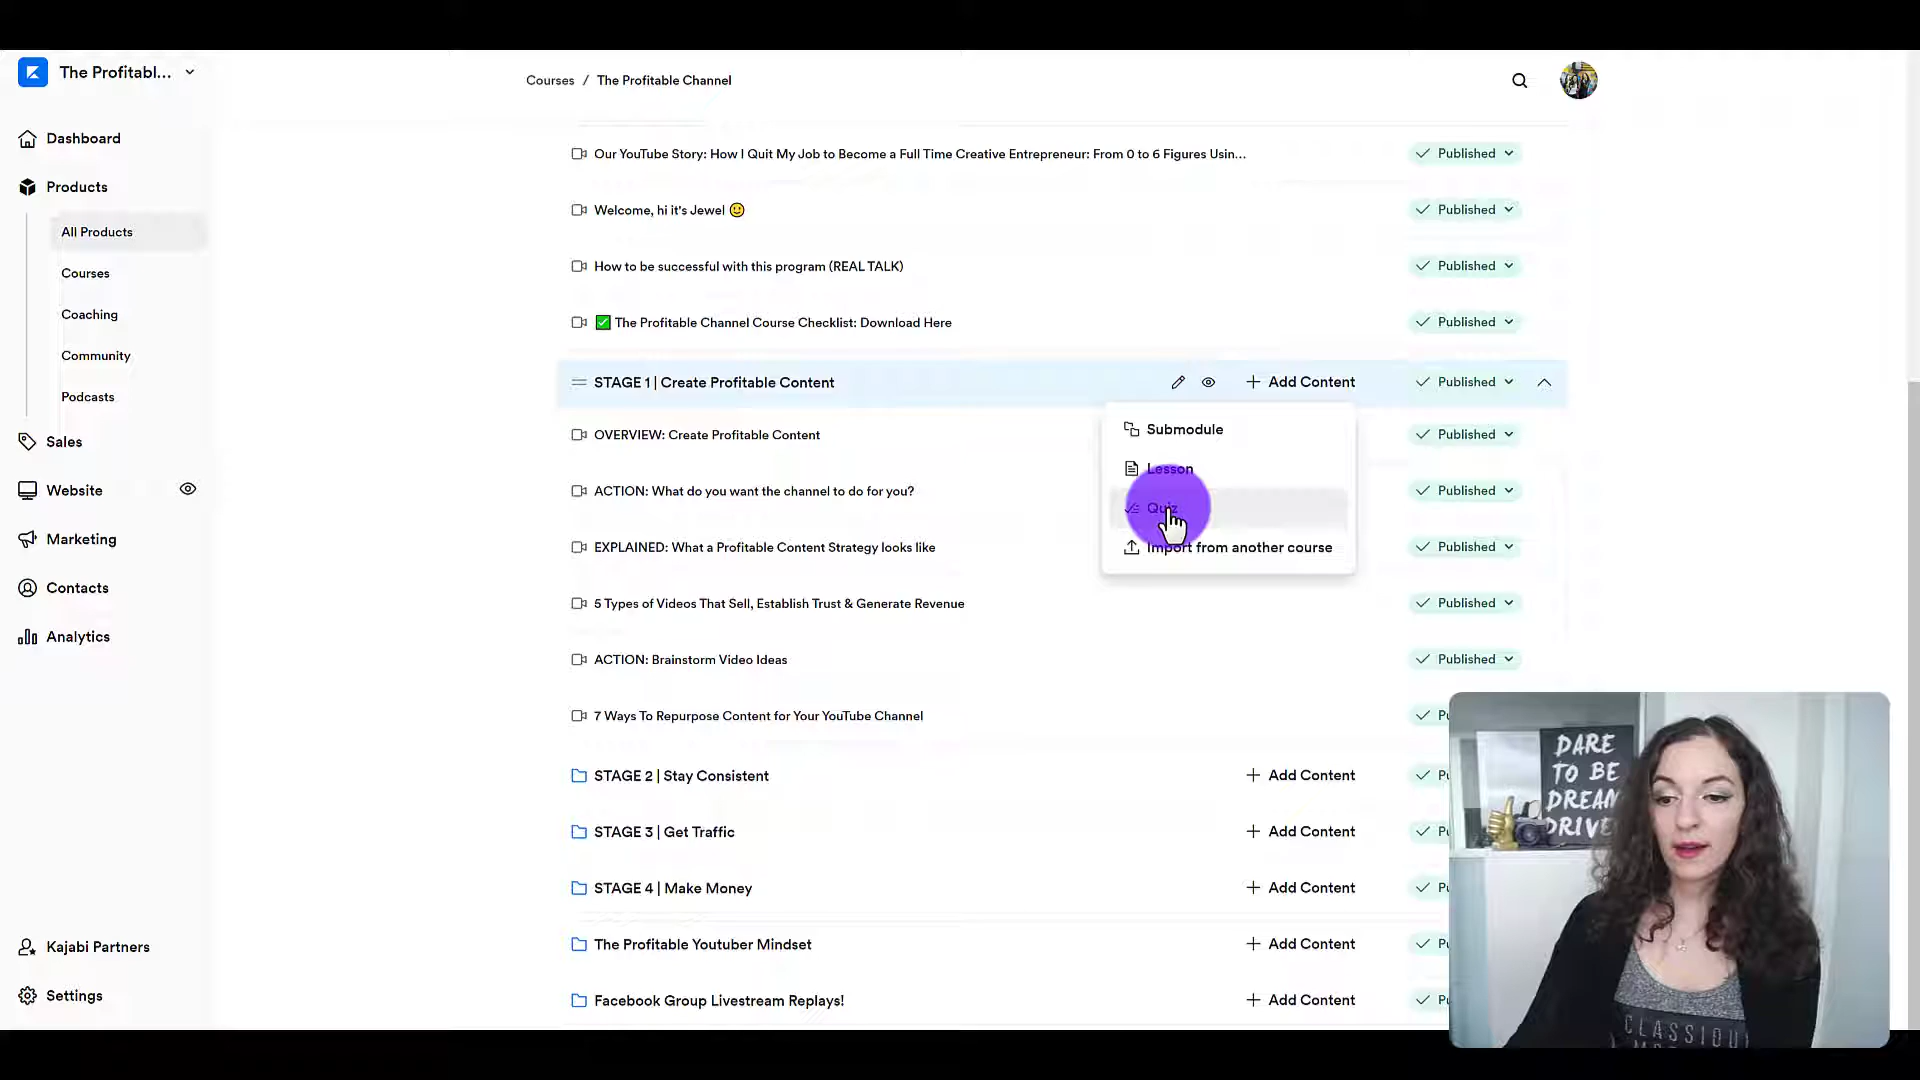 The Profitabl...
Courses / The Profitable Channel
Dashboard
Products
All Products
Courses
Coaching
Community
Podcasts
Sales
Website
Marketing
Contacts
Analytics
Kajabi Partners
Settings
Our YouTube Story: How I Quit My Job to Become a Full Time Creative Entrepreneur: From 0 to 6 Figures Usin... Published
Welcome, hi it's Jewel 🙂 Published
How to be successful with this program (REAL TALK) Published
✅ The Profitable Channel Course Checklist: Download Here Published
STAGE 1 | Create Profitable Content + Add Content Published
Submodule
Lesson
Quiz
Import from another course
OVERVIEW: Create Profitable Content Published
ACTION: What do you want the channel to do for you? Published
EXPLAINED: What a Profitable Content Strategy looks like Published
5 Types of Videos That Sell, Establish Trust & Generate Revenue Published
ACTION: Brainstorm Video Ideas Published
7 Ways To Repurpose Content for Your YouTube Channel
STAGE 2 | Stay Consistent + Add Content
STAGE 3 | Get Traffic + Add Content
STAGE 4 | Make Money + Add Content
The Profitable Youtuber Mindset + Add Content
Facebook Group Livestream Replays! + Add Content
DARE
TO BE
DREAM
DRIVE
CLASSIQU